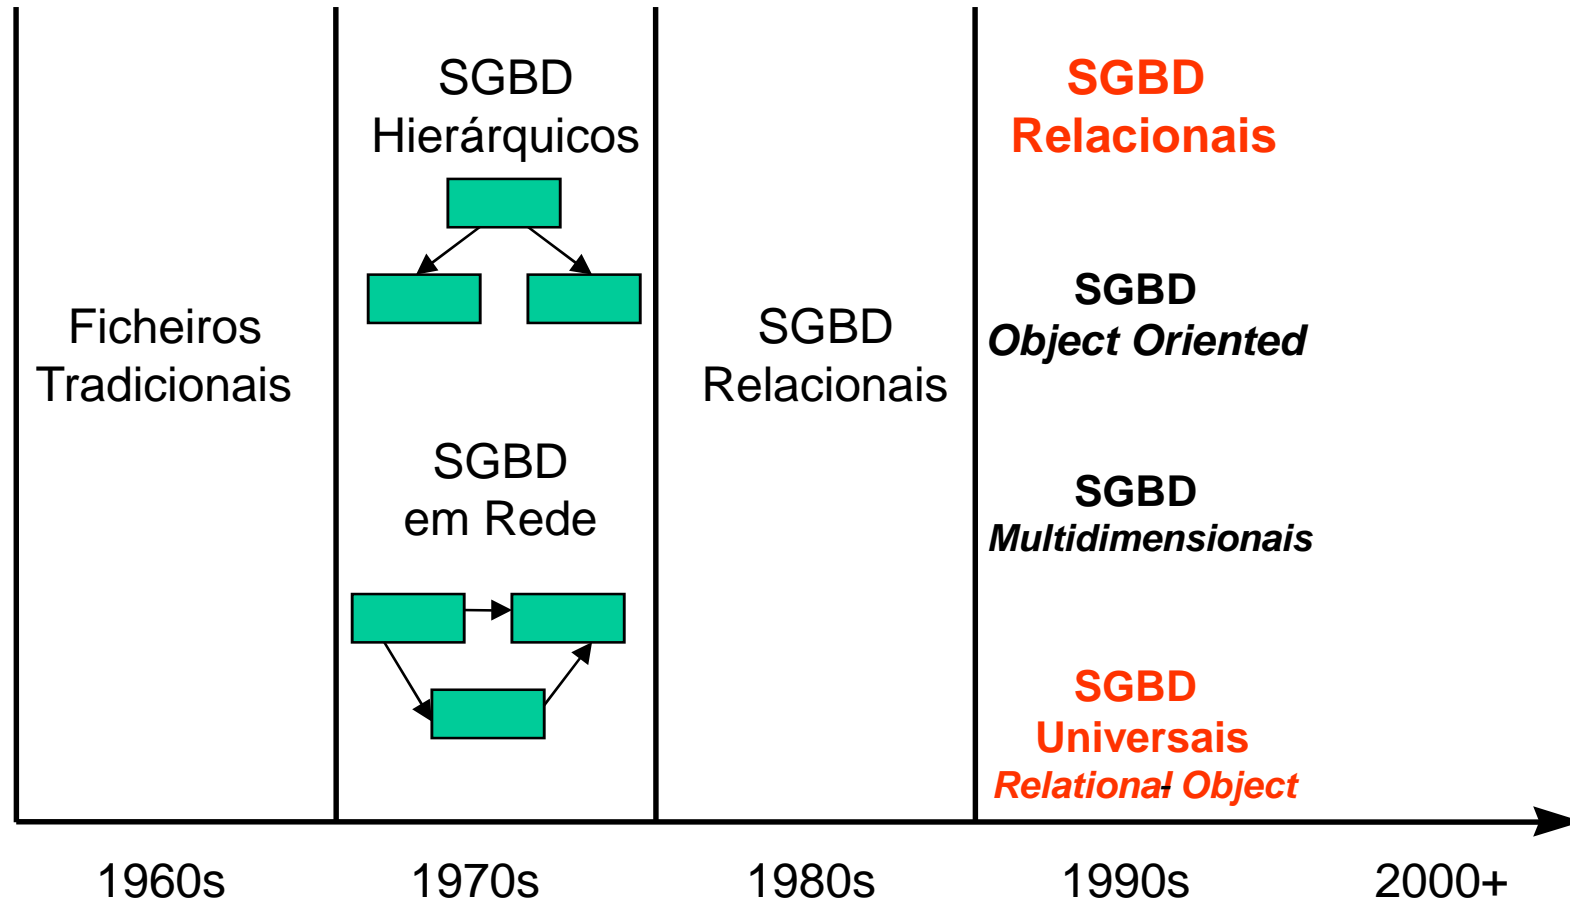 Ficheiros
Tradicionais
SGBD
Hierárquicos
SGBD
em Rede
SGBD
Relacionais
SGBD
Relacionais
SGBD
Object Oriented
SGBD
Multidimensionais
SGBD
Universais
Relational- Object
1960s
1970s
1980s
1990s
2000+